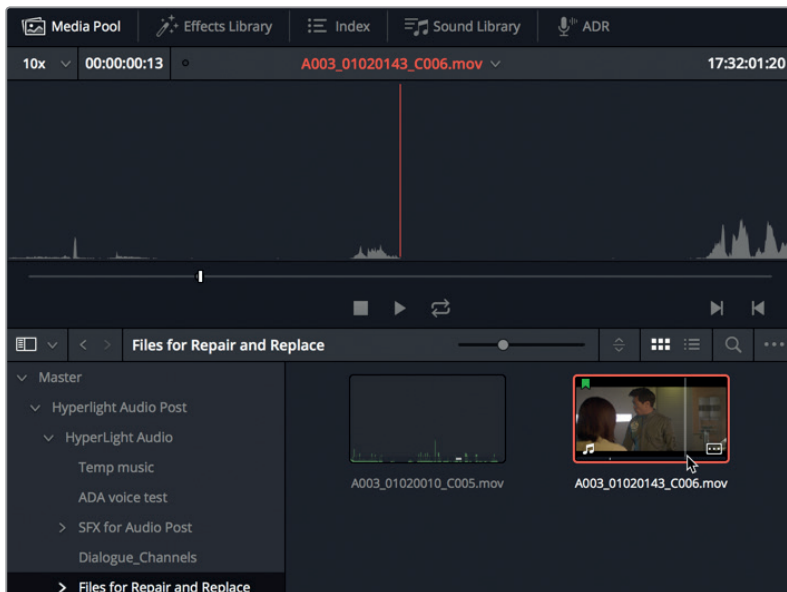 Media Pool Effects Library Index Sound Library ADR
10x 00:00:00:13 A003_01020143_C006.mov 17:32:01:20
Files for Repair and Replace
Master
Hyperlight Audio Post
HyperLight Audio
Temp music
ADA voice test
SFX for Audio Post
Dialogue_Channels
Files for Repair and Replace
A003_01020010_C005.mov
A003_01020143_C006.mov